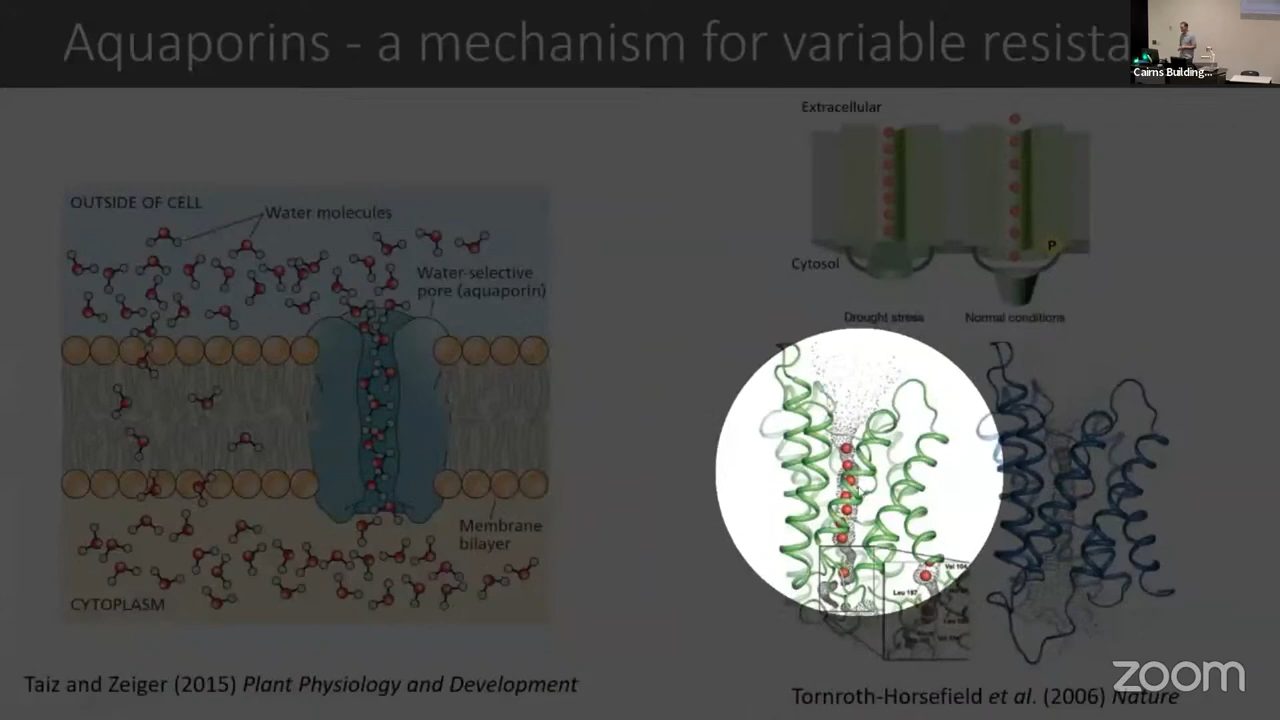 Aquaporins - a mechanism for variable resista
Cairns Building...
Extracellular
OUTSIDE OF CELL
Water molecules
Water-selective
pore (aquaporin)
P
Cytosol
Drought stress
Normal conditions
Membrane
bilayer
CYTOPLASM
Val 104
Leu 197
Taiz and Zeiger (2015) Plant Physiology and Development
Tornroth-Horsefield et al. (2006) Nature
zoom